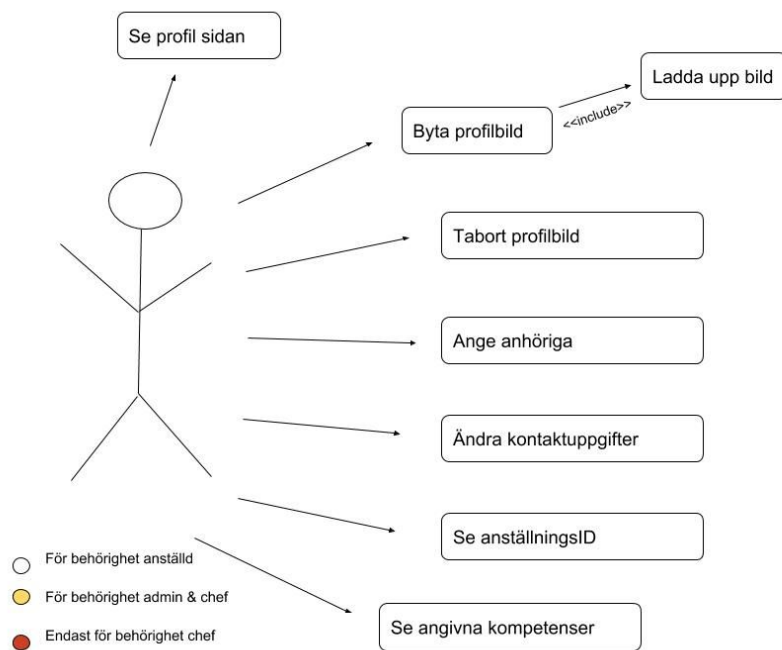 Se profil sidan
Ladda upp bild
Byta profilbild
<<include>>
Tabort profilbild
Ange anhöriga
Ändra kontaktuppgifter
Se anställningsID
Se angivna kompetenser
För behörighet anställd
För behörighet admin & chef
Endast för behörighet chef